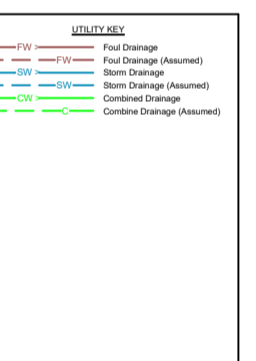 UTILITY KEY
FW > Foul Drainage
FW Foul Drainage (Assumed)
SW > Storm Drainage
SW Storm Drainage (Assumed)
CW > Combined Drainage
C Combine Drainage (Assumed)